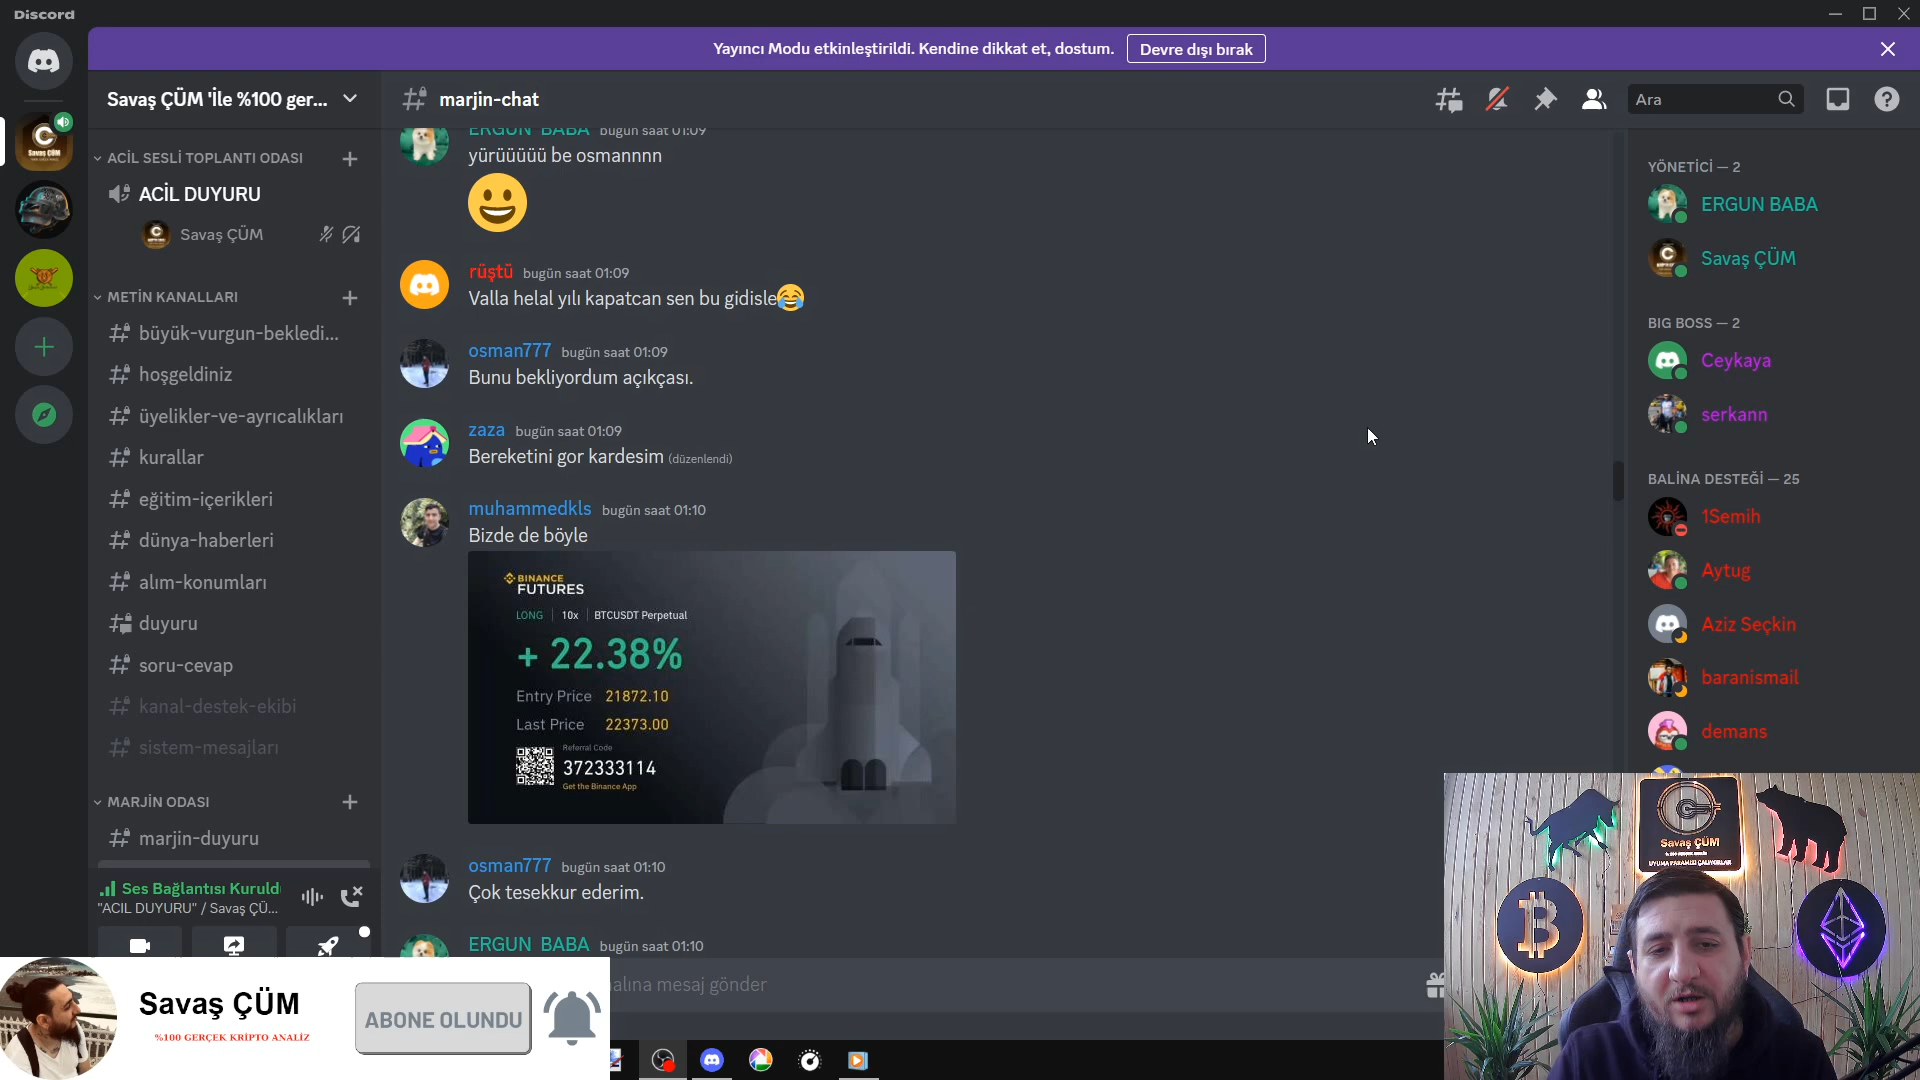 Discord
Yayıncı Modu etkinleştirildi. Kendine dikkat et, dostum.
Devre dışı bırak
Savaş ÇÜM 'İle %100 ger...
ACİL SESLİ TOPLANTI ODASI
ACİL DUYURU
Savaş ÇÜM
METİN KANALLARI
büyük-vurgun-bekledi...
hoşgeldiniz
üyelikler-ve-ayrıcalıkları
kurallar
eğitim-içerikleri
dünya-haberleri
alım-konumları
duyuru
soru-cevap
kanal-destek-ekibi
sistem-mesajları
MARJİN ODASI
marjin-duyuru
Ses Bağlantısı Kuruld
"ACİL DUYURU" / Savaş ÇÜ...
marjin-chat
Ara
ERGUN BABA bugün saat 01:09
yürüüüüü be osmannnn
rüştü bugün saat 01:09
Valla helal yılı kapatcan sen bu gidisle
osman777 bugün saat 01:09
Bunu bekliyordum açıkçası.
zaza bugün saat 01:09
Bereketini gor kardesim (düzenlendi)
muhammedkls bugün saat 01:10
Bizde de böyle
BINANCE
FUTURES
LONG 10x BTCUSDT Perpetual
+ 22.38%
Entry Price 21872.10
Last Price 22373.00
Referral Code
372333114
Get the Binance App
osman777 bugün saat 01:10
Çok tesekkur ederim.
ERGUN BABA bugün saat 01:10
alına mesaj gönder
YÖNETİCİ — 2
ERGUN BABA
Savaş ÇÜM
BIG BOSS — 2
Ceykaya
serkann
BALİNA DESTEĞİ — 25
1Semih
Aytug
Aziz Seçkin
baranismail
demans
Savaş ÇÜM
UYUMA PARAMIZI ÇALIYORLAR
Savaş ÇÜM
%100 GERÇEK KRİPTO ANALİZ
ABONE OLUNDU